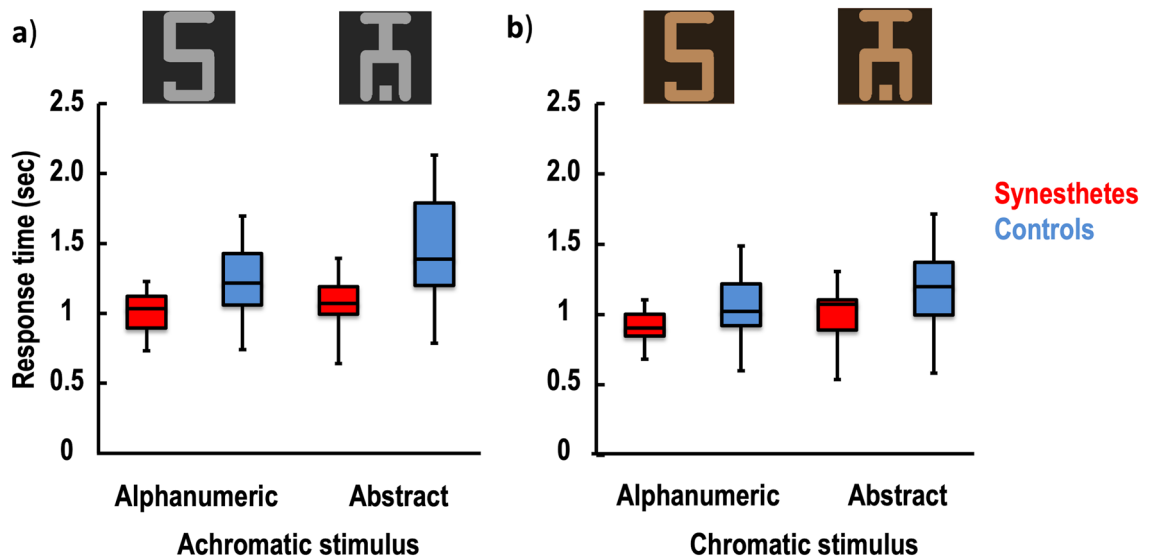 a)
b)
2.5
2.0
1.5
1
0.5
0
Response time (sec)
Alphanumeric Abstract
Achromatic stimulus
2.5
2.0
1.5
1
0.5
0
Alphanumeric Abstract
Chromatic stimulus
Synesthetes
Controls